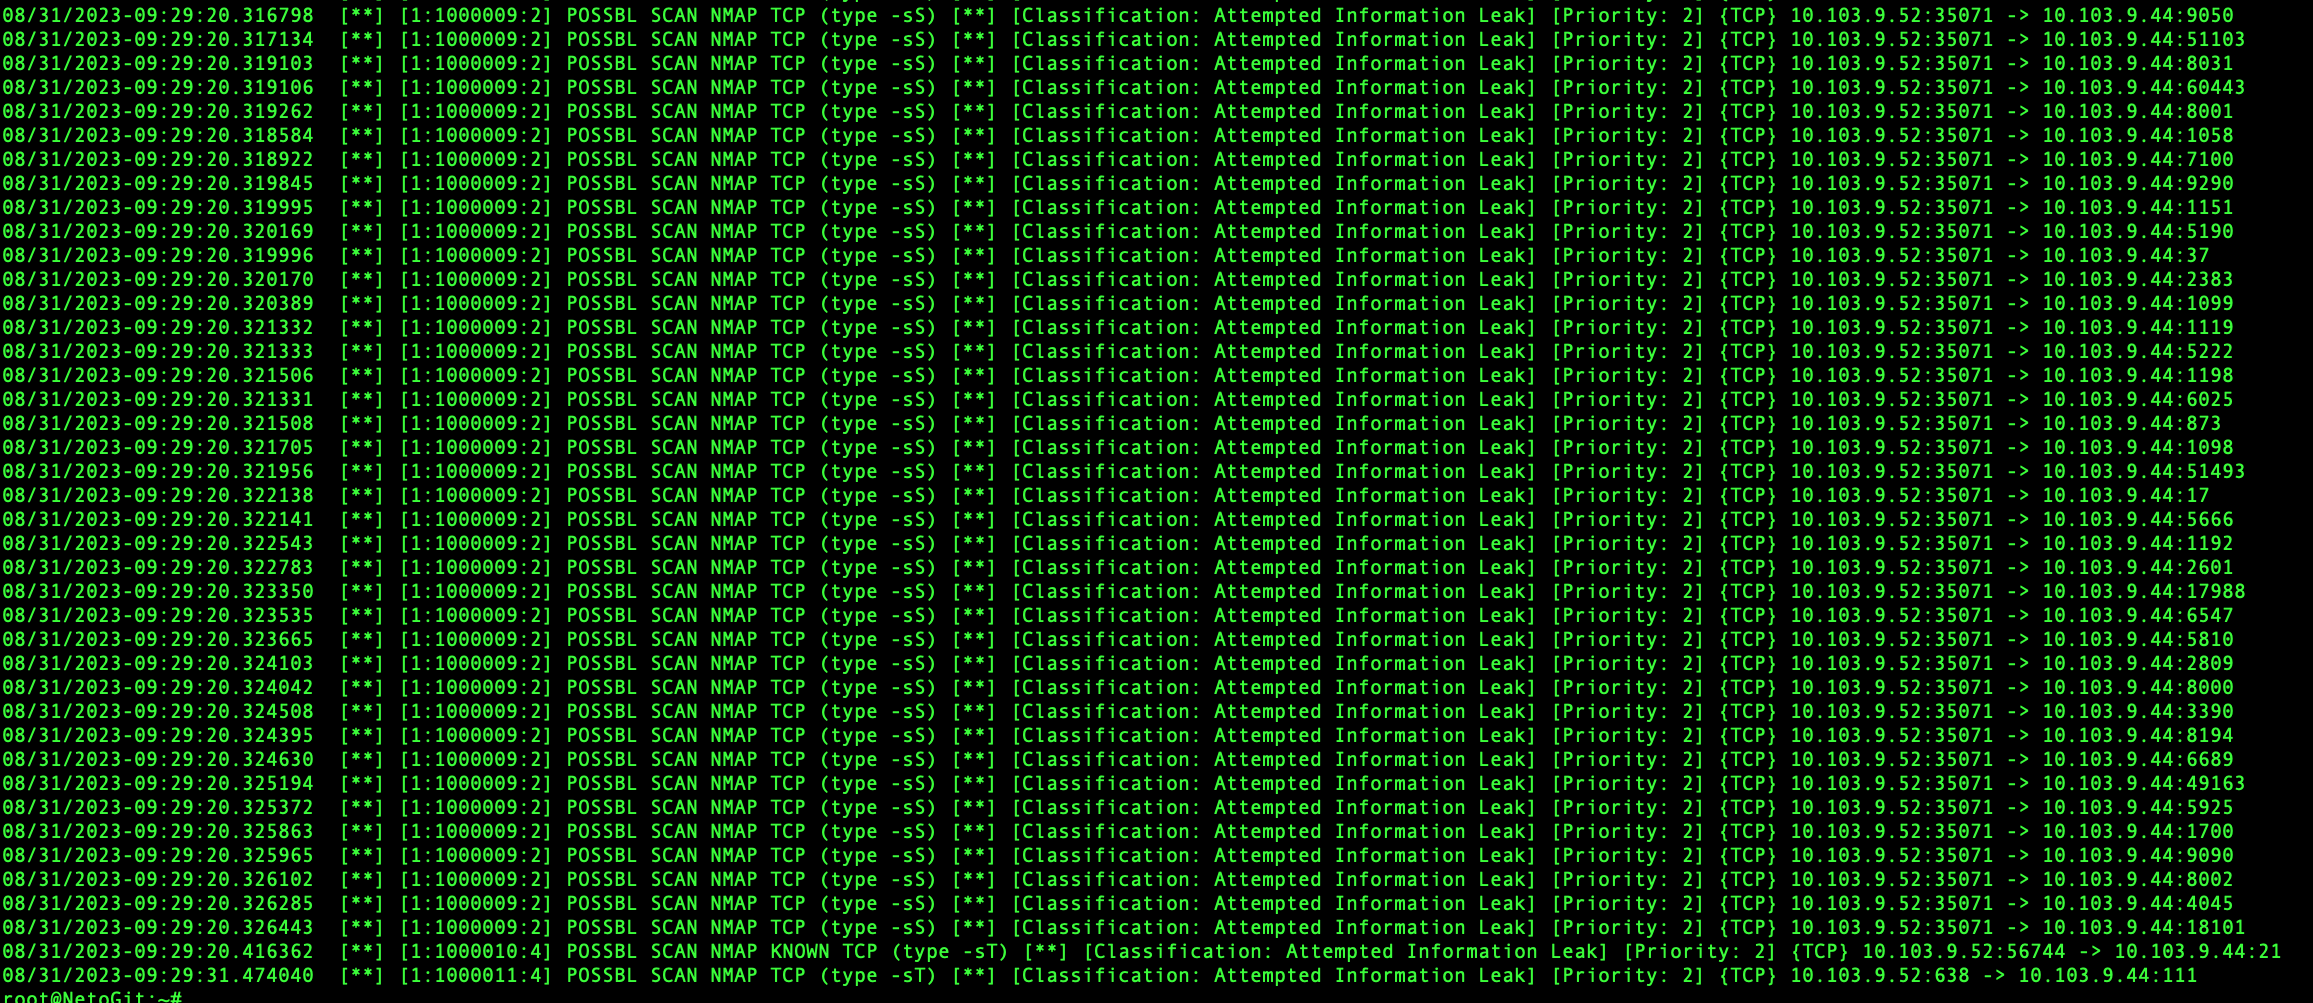 08/31/2023-09:29:20.316798  [**] [1:1000009:2] POSSBL SCAN NMAP TCP (type -sS) [**] [Classification: Attempted Information Leak] [Priority: 2] {TCP} 10.103.9.52:35071 -> 10.103.9.44:9050
08/31/2023-09:29:20.317134  [**] [1:1000009:2] POSSBL SCAN NMAP TCP (type -sS) [**] [Classification: Attempted Information Leak] [Priority: 2] {TCP} 10.103.9.52:35071 -> 10.103.9.44:51103
08/31/2023-09:29:20.319103  [**] [1:1000009:2] POSSBL SCAN NMAP TCP (type -sS) [**] [Classification: Attempted Information Leak] [Priority: 2] {TCP} 10.103.9.52:35071 -> 10.103.9.44:8031
08/31/2023-09:29:20.319106  [**] [1:1000009:2] POSSBL SCAN NMAP TCP (type -sS) [**] [Classification: Attempted Information Leak] [Priority: 2] {TCP} 10.103.9.52:35071 -> 10.103.9.44:60443
08/31/2023-09:29:20.319262  [**] [1:1000009:2] POSSBL SCAN NMAP TCP (type -sS) [**] [Classification: Attempted Information Leak] [Priority: 2] {TCP} 10.103.9.52:35071 -> 10.103.9.44:8001
08/31/2023-09:29:20.318584  [**] [1:1000009:2] POSSBL SCAN NMAP TCP (type -sS) [**] [Classification: Attempted Information Leak] [Priority: 2] {TCP} 10.103.9.52:35071 -> 10.103.9.44:1058
08/31/2023-09:29:20.318922  [**] [1:1000009:2] POSSBL SCAN NMAP TCP (type -sS) [**] [Classification: Attempted Information Leak] [Priority: 2] {TCP} 10.103.9.52:35071 -> 10.103.9.44:7100
08/31/2023-09:29:20.319845  [**] [1:1000009:2] POSSBL SCAN NMAP TCP (type -sS) [**] [Classification: Attempted Information Leak] [Priority: 2] {TCP} 10.103.9.52:35071 -> 10.103.9.44:9290
08/31/2023-09:29:20.319995  [**] [1:1000009:2] POSSBL SCAN NMAP TCP (type -sS) [**] [Classification: Attempted Information Leak] [Priority: 2] {TCP} 10.103.9.52:35071 -> 10.103.9.44:1151
08/31/2023-09:29:20.320169  [**] [1:1000009:2] POSSBL SCAN NMAP TCP (type -sS) [**] [Classification: Attempted Information Leak] [Priority: 2] {TCP} 10.103.9.52:35071 -> 10.103.9.44:5190
08/31/2023-09:29:20.319996  [**] [1:1000009:2] POSSBL SCAN NMAP TCP (type -sS) [**] [Classification: Attempted Information Leak] [Priority: 2] {TCP} 10.103.9.52:35071 -> 10.103.9.44:37
08/31/2023-09:29:20.320170  [**] [1:1000009:2] POSSBL SCAN NMAP TCP (type -sS) [**] [Classification: Attempted Information Leak] [Priority: 2] {TCP} 10.103.9.52:35071 -> 10.103.9.44:2383
08/31/2023-09:29:20.320389  [**] [1:1000009:2] POSSBL SCAN NMAP TCP (type -sS) [**] [Classification: Attempted Information Leak] [Priority: 2] {TCP} 10.103.9.52:35071 -> 10.103.9.44:1099
08/31/2023-09:29:20.321332  [**] [1:1000009:2] POSSBL SCAN NMAP TCP (type -sS) [**] [Classification: Attempted Information Leak] [Priority: 2] {TCP} 10.103.9.52:35071 -> 10.103.9.44:1119
08/31/2023-09:29:20.321333  [**] [1:1000009:2] POSSBL SCAN NMAP TCP (type -sS) [**] [Classification: Attempted Information Leak] [Priority: 2] {TCP} 10.103.9.52:35071 -> 10.103.9.44:5222
08/31/2023-09:29:20.321506  [**] [1:1000009:2] POSSBL SCAN NMAP TCP (type -sS) [**] [Classification: Attempted Information Leak] [Priority: 2] {TCP} 10.103.9.52:35071 -> 10.103.9.44:1198
08/31/2023-09:29:20.321331  [**] [1:1000009:2] POSSBL SCAN NMAP TCP (type -sS) [**] [Classification: Attempted Information Leak] [Priority: 2] {TCP} 10.103.9.52:35071 -> 10.103.9.44:6025
08/31/2023-09:29:20.321508  [**] [1:1000009:2] POSSBL SCAN NMAP TCP (type -sS) [**] [Classification: Attempted Information Leak] [Priority: 2] {TCP} 10.103.9.52:35071 -> 10.103.9.44:873
08/31/2023-09:29:20.321705  [**] [1:1000009:2] POSSBL SCAN NMAP TCP (type -sS) [**] [Classification: Attempted Information Leak] [Priority: 2] {TCP} 10.103.9.52:35071 -> 10.103.9.44:1098
08/31/2023-09:29:20.321956  [**] [1:1000009:2] POSSBL SCAN NMAP TCP (type -sS) [**] [Classification: Attempted Information Leak] [Priority: 2] {TCP} 10.103.9.52:35071 -> 10.103.9.44:51493
08/31/2023-09:29:20.322138  [**] [1:1000009:2] POSSBL SCAN NMAP TCP (type -sS) [**] [Classification: Attempted Information Leak] [Priority: 2] {TCP} 10.103.9.52:35071 -> 10.103.9.44:17
08/31/2023-09:29:20.322141  [**] [1:1000009:2] POSSBL SCAN NMAP TCP (type -sS) [**] [Classification: Attempted Information Leak] [Priority: 2] {TCP} 10.103.9.52:35071 -> 10.103.9.44:5666
08/31/2023-09:29:20.322543  [**] [1:1000009:2] POSSBL SCAN NMAP TCP (type -sS) [**] [Classification: Attempted Information Leak] [Priority: 2] {TCP} 10.103.9.52:35071 -> 10.103.9.44:1192
08/31/2023-09:29:20.322783  [**] [1:1000009:2] POSSBL SCAN NMAP TCP (type -sS) [**] [Classification: Attempted Information Leak] [Priority: 2] {TCP} 10.103.9.52:35071 -> 10.103.9.44:2601
08/31/2023-09:29:20.323350  [**] [1:1000009:2] POSSBL SCAN NMAP TCP (type -sS) [**] [Classification: Attempted Information Leak] [Priority: 2] {TCP} 10.103.9.52:35071 -> 10.103.9.44:17988
08/31/2023-09:29:20.323535  [**] [1:1000009:2] POSSBL SCAN NMAP TCP (type -sS) [**] [Classification: Attempted Information Leak] [Priority: 2] {TCP} 10.103.9.52:35071 -> 10.103.9.44:6547
08/31/2023-09:29:20.323665  [**] [1:1000009:2] POSSBL SCAN NMAP TCP (type -sS) [**] [Classification: Attempted Information Leak] [Priority: 2] {TCP} 10.103.9.52:35071 -> 10.103.9.44:5810
08/31/2023-09:29:20.324103  [**] [1:1000009:2] POSSBL SCAN NMAP TCP (type -sS) [**] [Classification: Attempted Information Leak] [Priority: 2] {TCP} 10.103.9.52:35071 -> 10.103.9.44:2809
08/31/2023-09:29:20.324042  [**] [1:1000009:2] POSSBL SCAN NMAP TCP (type -sS) [**] [Classification: Attempted Information Leak] [Priority: 2] {TCP} 10.103.9.52:35071 -> 10.103.9.44:8000
08/31/2023-09:29:20.324508  [**] [1:1000009:2] POSSBL SCAN NMAP TCP (type -sS) [**] [Classification: Attempted Information Leak] [Priority: 2] {TCP} 10.103.9.52:35071 -> 10.103.9.44:3390
08/31/2023-09:29:20.324395  [**] [1:1000009:2] POSSBL SCAN NMAP TCP (type -sS) [**] [Classification: Attempted Information Leak] [Priority: 2] {TCP} 10.103.9.52:35071 -> 10.103.9.44:8194
08/31/2023-09:29:20.324630  [**] [1:1000009:2] POSSBL SCAN NMAP TCP (type -sS) [**] [Classification: Attempted Information Leak] [Priority: 2] {TCP} 10.103.9.52:35071 -> 10.103.9.44:6689
08/31/2023-09:29:20.325194  [**] [1:1000009:2] POSSBL SCAN NMAP TCP (type -sS) [**] [Classification: Attempted Information Leak] [Priority: 2] {TCP} 10.103.9.52:35071 -> 10.103.9.44:49163
08/31/2023-09:29:20.325372  [**] [1:1000009:2] POSSBL SCAN NMAP TCP (type -sS) [**] [Classification: Attempted Information Leak] [Priority: 2] {TCP} 10.103.9.52:35071 -> 10.103.9.44:5925
08/31/2023-09:29:20.325863  [**] [1:1000009:2] POSSBL SCAN NMAP TCP (type -sS) [**] [Classification: Attempted Information Leak] [Priority: 2] {TCP} 10.103.9.52:35071 -> 10.103.9.44:1700
08/31/2023-09:29:20.325965  [**] [1:1000009:2] POSSBL SCAN NMAP TCP (type -sS) [**] [Classification: Attempted Information Leak] [Priority: 2] {TCP} 10.103.9.52:35071 -> 10.103.9.44:9090
08/31/2023-09:29:20.326102  [**] [1:1000009:2] POSSBL SCAN NMAP TCP (type -sS) [**] [Classification: Attempted Information Leak] [Priority: 2] {TCP} 10.103.9.52:35071 -> 10.103.9.44:8002
08/31/2023-09:29:20.326285  [**] [1:1000009:2] POSSBL SCAN NMAP TCP (type -sS) [**] [Classification: Attempted Information Leak] [Priority: 2] {TCP} 10.103.9.52:35071 -> 10.103.9.44:4045
08/31/2023-09:29:20.326443  [**] [1:1000009:2] POSSBL SCAN NMAP TCP (type -sS) [**] [Classification: Attempted Information Leak] [Priority: 2] {TCP} 10.103.9.52:35071 -> 10.103.9.44:18101
08/31/2023-09:29:20.416362  [**] [1:1000010:4] POSSBL SCAN NMAP KNOWN TCP (type -sT) [**] [Classification: Attempted Information Leak] [Priority: 2] {TCP} 10.103.9.52:56744 -> 10.103.9.44:21
08/31/2023-09:29:31.474040  [**] [1:1000011:4] POSSBL SCAN NMAP TCP (type -sT) [**] [Classification: Attempted Information Leak] [Priority: 2] {TCP} 10.103.9.52:638 -> 10.103.9.44:111
root@NetoGit:~#